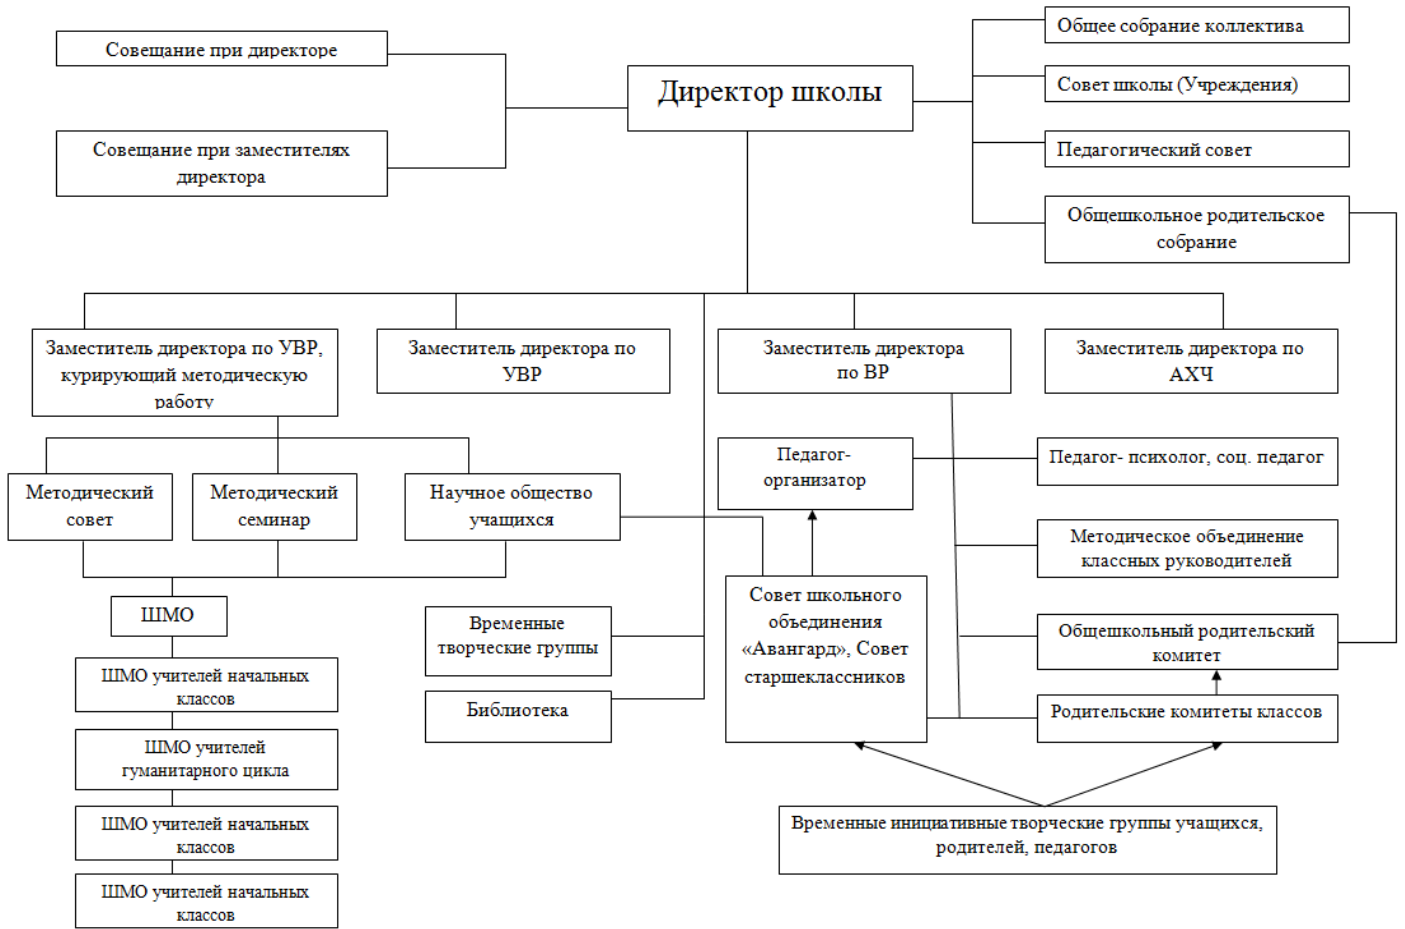 Совещание при директоре
Совещание при заместителях
директора
Директор школы
Общее собрание коллектива
Совет школы (Учреждения)
Педагогический совет
Общешкольное родительское
собрание
Заместитель директора по УВР,
курирующий методическую
работу
Заместитель директора по
УВР
Заместитель директора
по ВР
Заместитель директора по
АХЧ
Методический
совет
Методический
семинар
Научное общество
учащихся
Педагог-
организатор
Педагог- психолог, соц. педагог
Методическое объединение
классных руководителей
ШМО
Временные
творческие группы
Библиотека
Совет школьного
объединения
«Авангард», Совет
старшеклассников
Общешкольный родительский
комитет
Родительские комитеты классов
ШМО учителей начальных
классов
ШМО учителей
гуманитарного цикла
ШМО учителей начальных
классов
ШМО учителей начальных
классов
Временные инициативные творческие группы учащихся,
родителей, педагогов